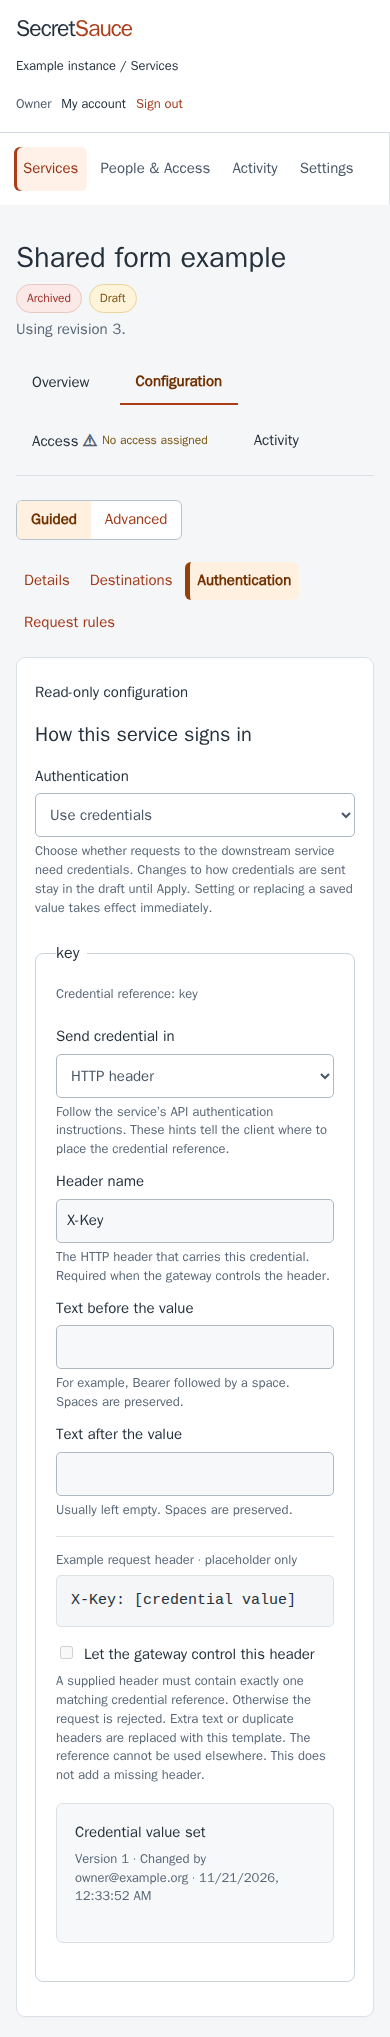 SecretSauce
Example instance / Services
Owner My account Sign out
Services People & Access Activity Settings
Shared form example
Archived Draft
Using revision 3.
Overview Configuration
Access ⚠ No access assigned Activity
Guided Advanced
Details Destinations Authentication
Request rules
Read-only configuration
How this service signs in
Authentication
Use credentials
Choose whether requests to the downstream service
need credentials. Changes to how credentials are sent
stay in the draft until Apply. Setting or replacing a saved
value takes effect immediately.
key
Credential reference: key
Send credential in
HTTP header
Follow the service's API authentication
instructions. These hints tell the client where to
place the credential reference.
Header name
X-Key
The HTTP header that carries this credential.
Required when the gateway controls the header.
Text before the value
For example, Bearer followed by a space.
Spaces are preserved.
Text after the value
Usually left empty. Spaces are preserved.
Example request header · placeholder only
X-Key: [credential value]
Let the gateway control this header
A supplied header must contain exactly one
matching credential reference. Otherwise the
request is rejected. Extra text or duplicate
headers are replaced with this template. The
reference cannot be used elsewhere. This does
not add a missing header.
Credential value set
Version 1 · Changed by
owner@example.org · 11/21/2026,
12:33:52 AM